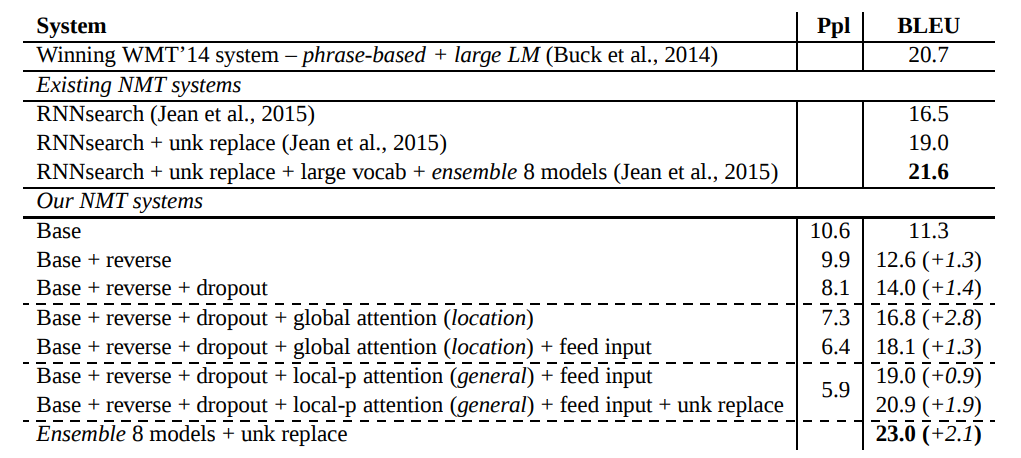 System Ppl BLEU
Winning WMT’14 system – phrase-based + large LM (Buck et al., 2014) 20.7
Existing NMT systems
RNNsearch (Jean et al., 2015) 16.5
RNNsearch + unk replace (Jean et al., 2015) 19.0
RNNsearch + unk replace + large vocab + ensemble 8 models (Jean et al., 2015) 21.6
Our NMT systems
Base 10.6 11.3
Base + reverse 9.9 12.6 (+1.3)
Base + reverse + dropout 8.1 14.0 (+1.4)
Base + reverse + dropout + global attention (location) 7.3 16.8 (+2.8)
Base + reverse + dropout + global attention (location) + feed input 6.4 18.1 (+1.3)
Base + reverse + dropout + local-p attention (general) + feed input 5.9 19.0 (+0.9)
Base + reverse + dropout + local-p attention (general) + feed input + unk replace 20.9 (+1.9)
Ensemble 8 models + unk replace 23.0 (+2.1)